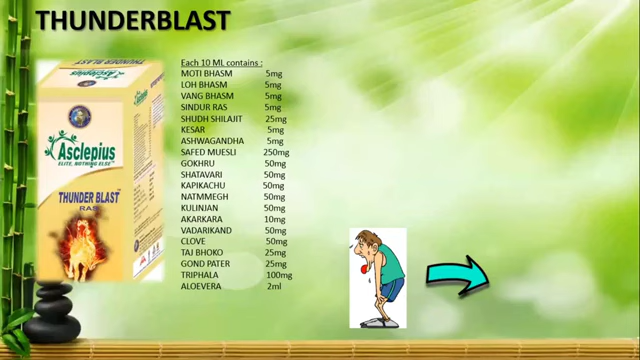 THUNDERBLAST
Each 10 ML contains :
MOTI BHASM 5mg
LOH BHASM 5mg
VANG BHASM 5mg
SINDUR RAS 5mg
SHUDH SHILAJIT 25mg
KESAR 5mg
ASHWAGANDHA 5mg
SAFED MUESLI 250mg
GOKHRU 50mg
SHATAVARI 50mg
KAPIKACHU 50mg
NATMMEGH 50mg
KULINJAN 50mg
AKARKARA 10mg
VADARIKAND 50mg
CLOVE 50mg
TAJ BHOKO 25mg
GOND PATER 25mg
TRIPHALA 100mg
ALOEVERA 2ml
Asclepius
ELITE, NOTHING ELSE
THUNDER BLAST
RAS